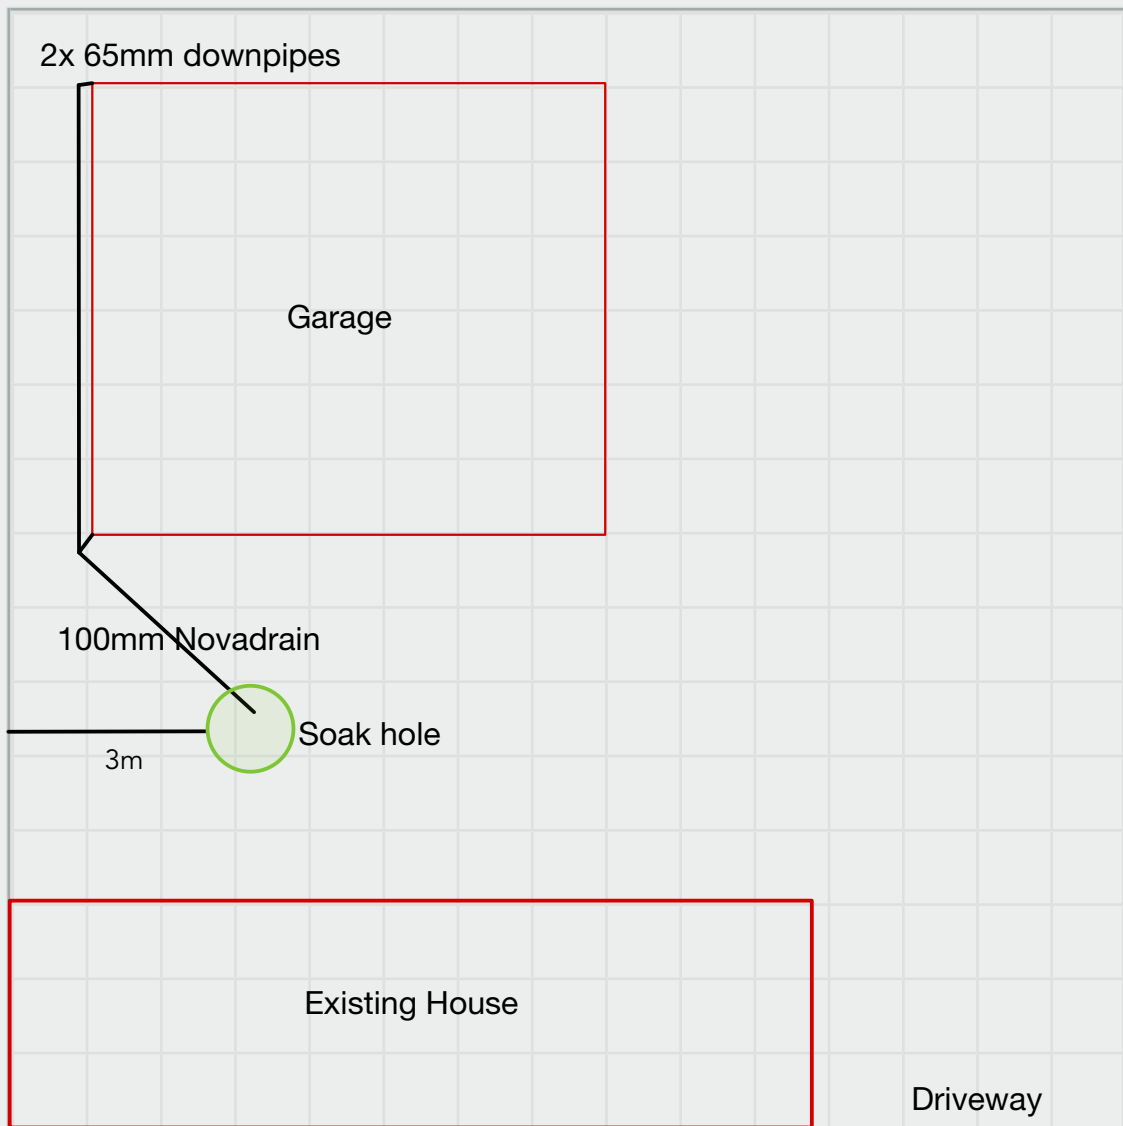 2x 65mm downpipes
Garage
100mm Novadrain
Soak hole
3m
Existing House
Driveway